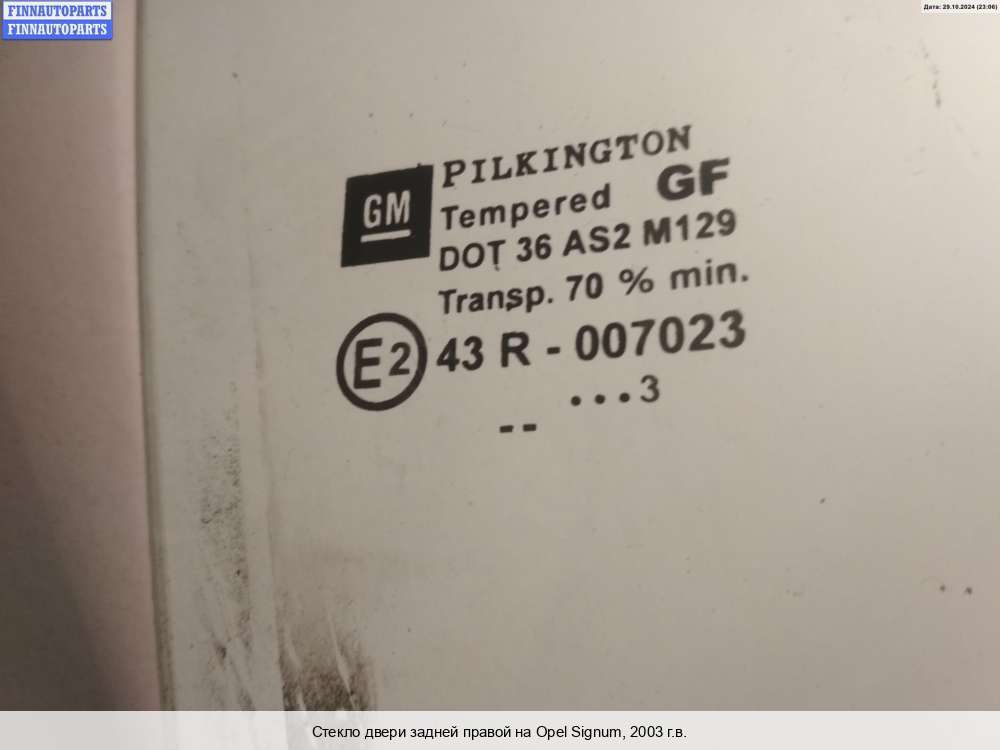 FINNAUTOPARTS
FINNAUTOPARTS
Дата: 29.10.2024 (23:06)
PILKINGTON
GM
Tempered GF
DOT 36 AS2 M129
Transp. 70 % min.
E2 43 R - 007023
...3
--
Стекло двери задней правой на Opel Signum, 2003 г.в.